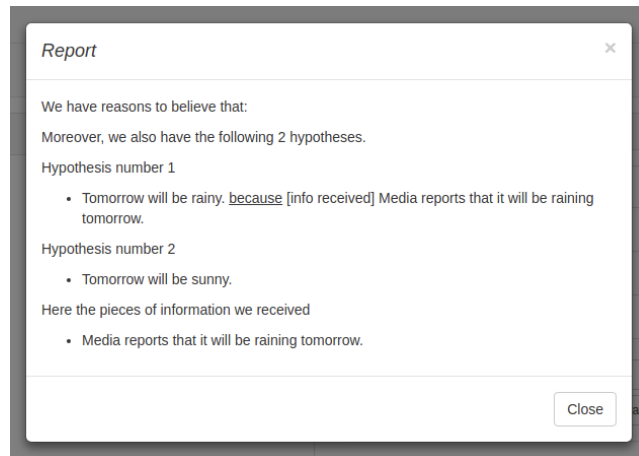 Report
×
We have reasons to believe that:
Moreover, we also have the following 2 hypotheses.
Hypothesis number 1
• Tomorrow will be rainy. because [info received] Media reports that it will be raining
tomorrow.
Hypothesis number 2
• Tomorrow will be sunny.
Here the pieces of information we received
• Media reports that it will be raining tomorrow.
Close